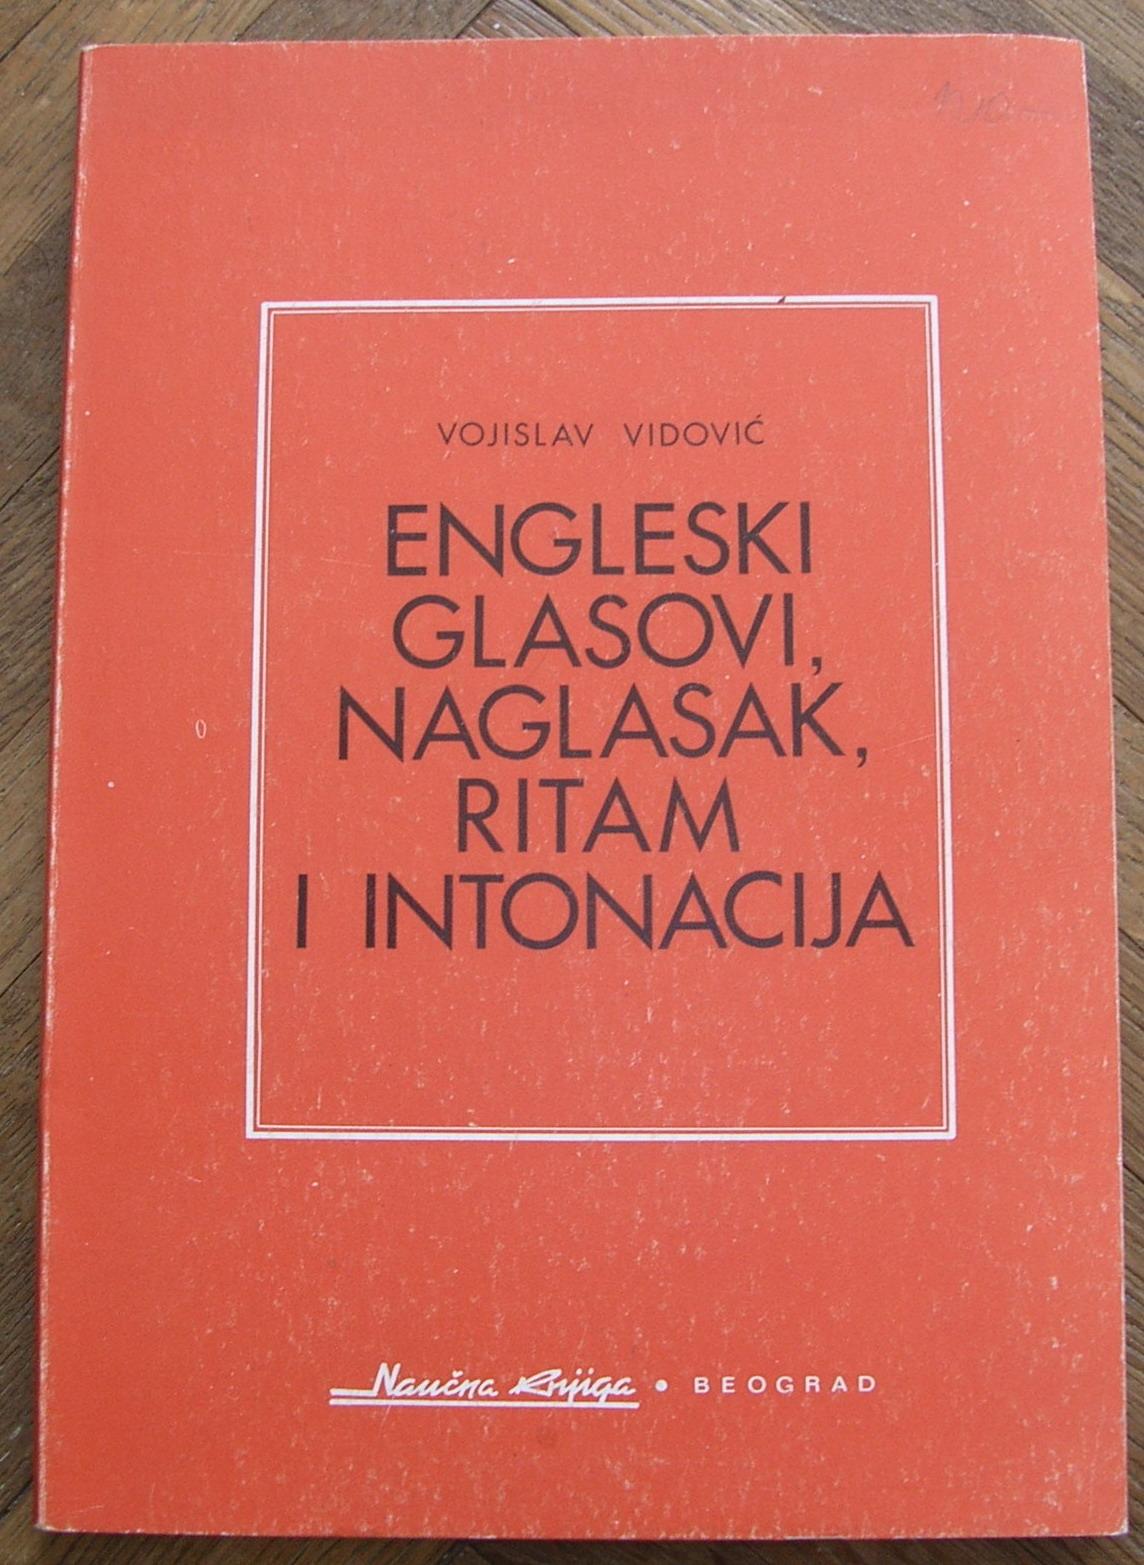 VOJISLAV VIDOVIĆ
ENGLESKI
GLASOVI,
NAGLASAK,
RITAM
I INTONACIJA
Naučna Knjiga • BEOGRAD